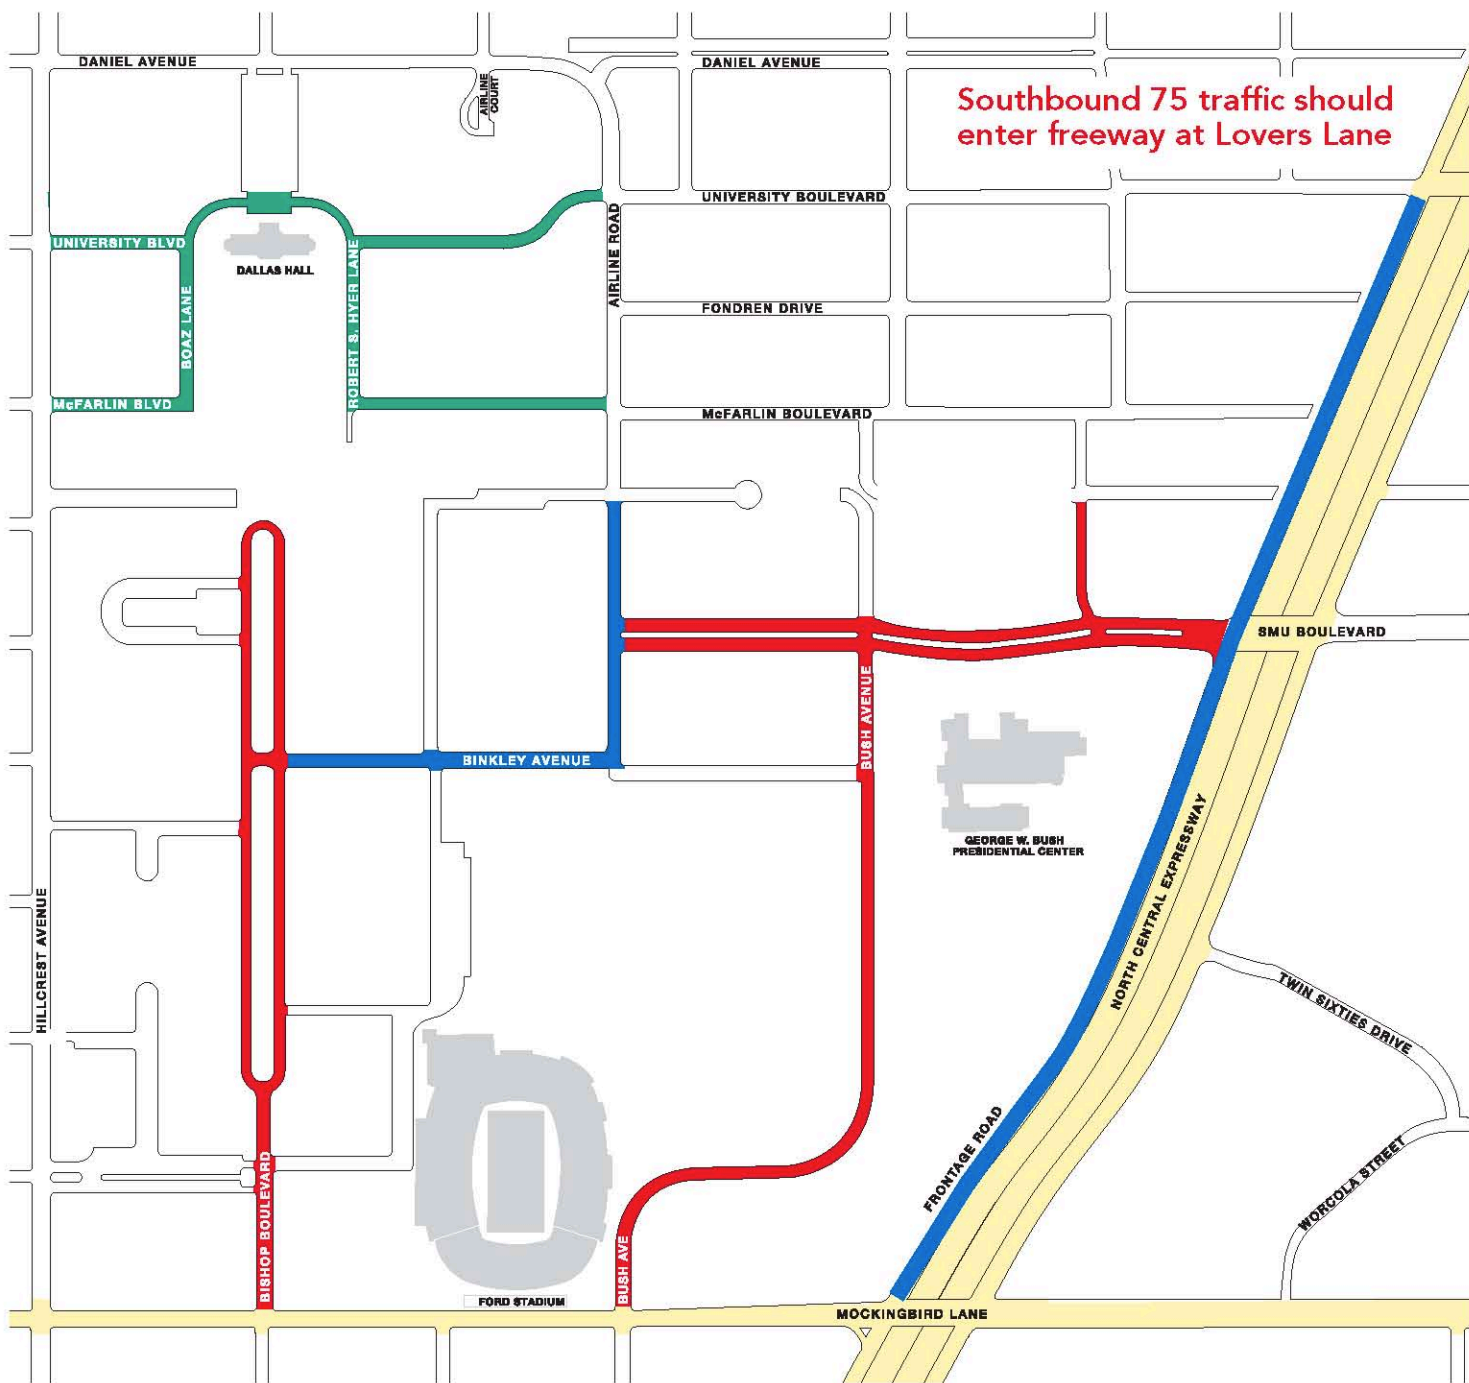 DANIEL AVENUE
DANIEL AVENUE
AIRLINE
COURT
Southbound 75 traffic should
enter freeway at Lovers Lane
UNIVERSITY BOULEVARD
UNIVERSITY BLVD
DALLAS HALL
AIRLINE ROAD
BOAZ LANE
ROBERT S. HYER LANE
FONDREN DRIVE
McFARLIN BLVD
McFARLIN BOULEVARD
SMU BOULEVARD
BUSH AVENUE
BINKLEY AVENUE
GEORGE W. BUSH
PRESIDENTIAL CENTER
NORTH CENTRAL EXPRESSWAY
HILLCREST AVENUE
TWIN SIXTIES DRIVE
FRONTAGE ROAD
WORCOLA STREET
BISHOP BOULEVARD
BUSH AVE
FORD STADIUM
MOCKINGBIRD LANE